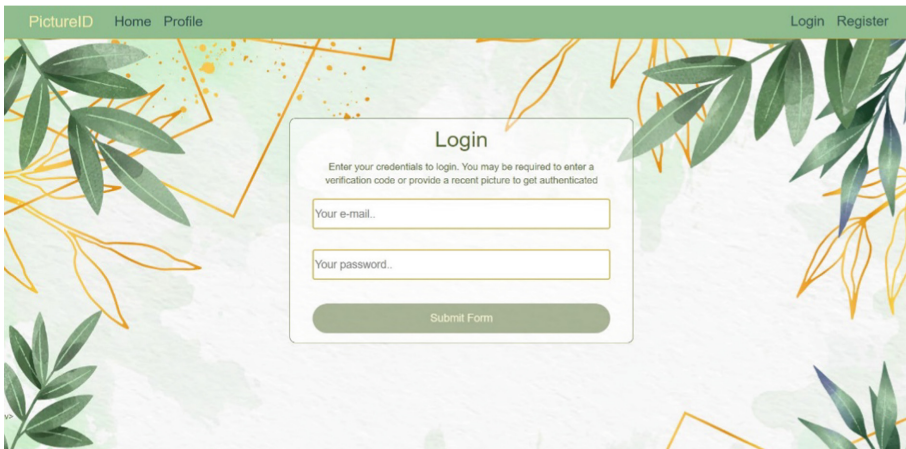 PictureID Home Profile Login Register
Login
Enter your credentials to login. You may be required to enter a
verification code or provide a recent picture to get authenticated
Your e-mail..
Your password..
Submit Form
v>